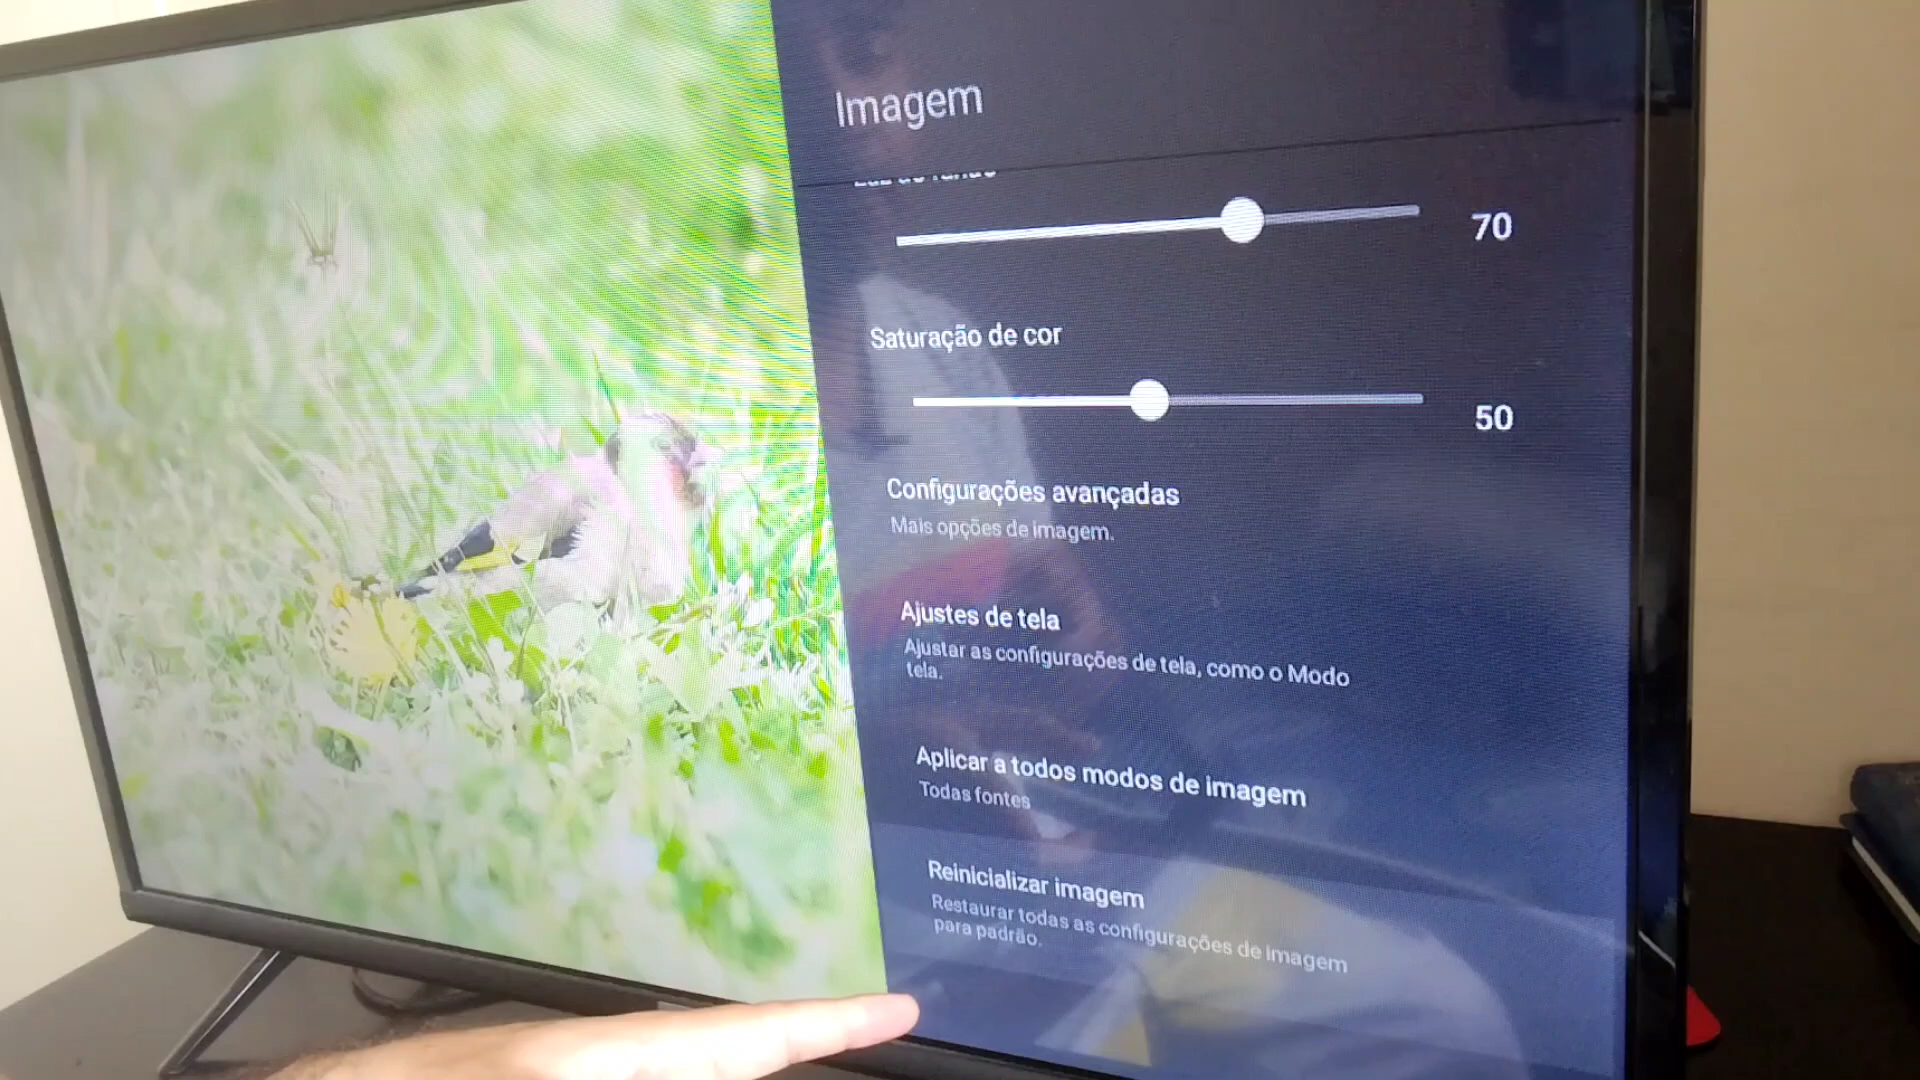 Imagem
70
Saturação de cor
50
Configurações avançadas
Mais opções de imagem.
Ajustes de tela
Ajustar as configurações de tela, como o Modo
tela.
Aplicar a todos modos de imagem
Todas fontes
Reinicializar imagem
Restaurar todas as configurações de imagem
para padrão.